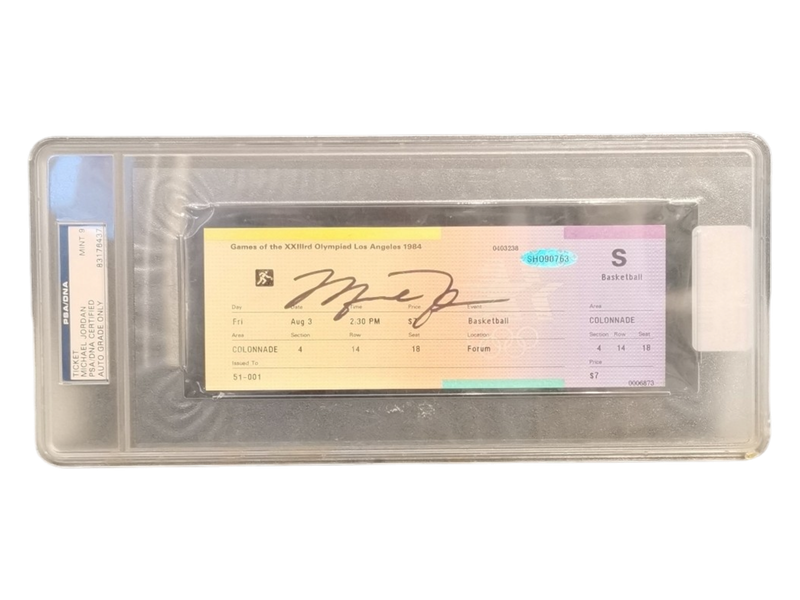 PSA/DNA
TICKET MINT 9
MICHAEL JORDAN
PSA/DNA CERTIFIED
AUTO GRADE ONLY 83176437
Games of the XXIIIrd Olympiad Los Angeles 1984 0403238
SH090763
S
Basketball
Day Date Time Price Event Area
Fri Aug 3 2.30 PM Basketball COLONNADE
Area Section Row Seat Location Section Row Seat
COLONNADE 4 14 18 Forum 4 14 18
Issued To Price
51-001 $7
0006873